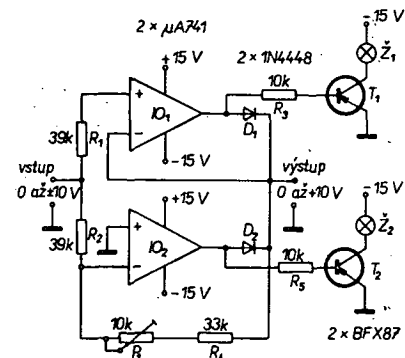 2 × µA741
-15 V
+15 V
2 × 1N4448
Ž1
10k
T1
+
IO1
-
R3
D1
39k
R1
-15 V
vstup
0 až ±10 V
výstup
0 až +10 V
+15 V
-15 V
39k
R2
+
IO2
-
D2
Ž2
10k
R5
T2
-15 V
10k
33k
2 × BFX87